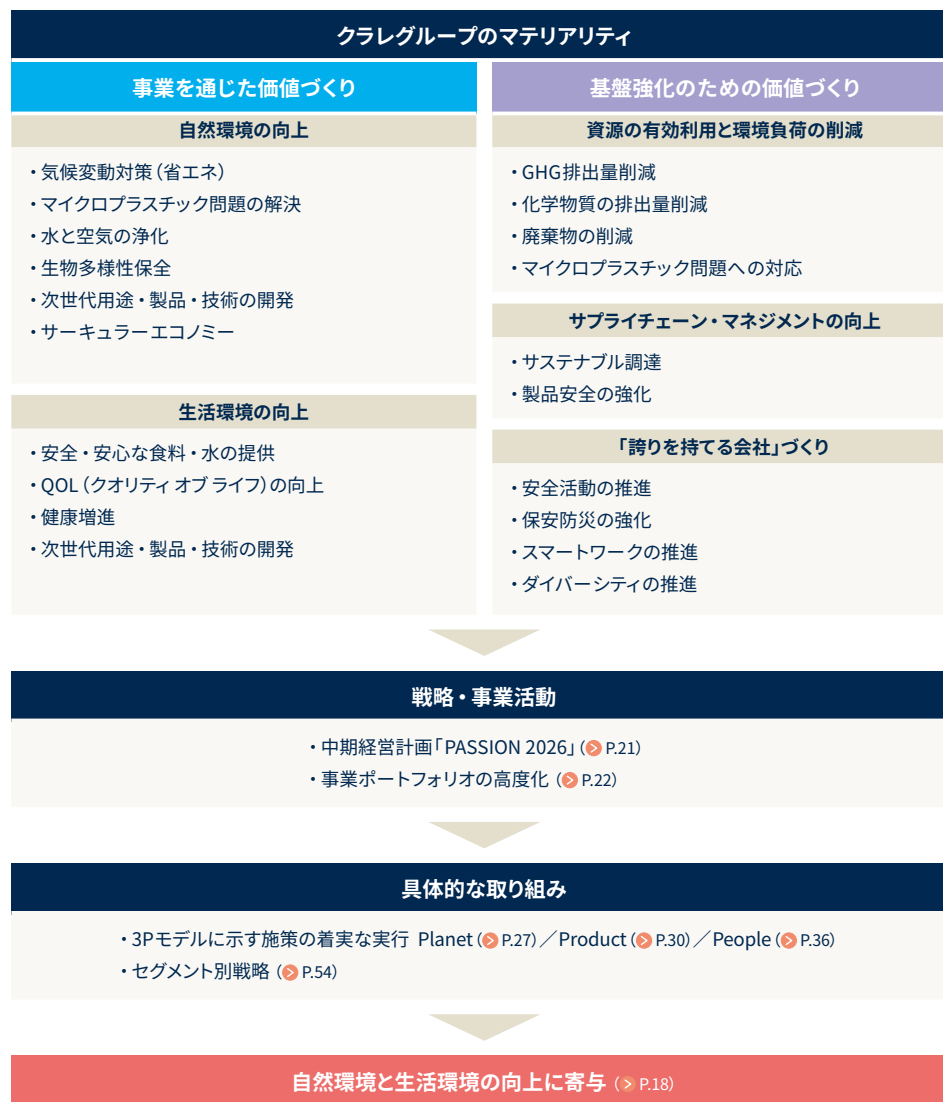 クラレグループのマテリアリティ
事業を通じた価値づくり
自然環境の向上
・気候変動対策(省エネ)
・マイクロプラスチック問題の解決
・水と空気の浄化
・生物多様性保全
・次世代用途・製品・技術の開発
・サーキュラーエコノミー
生活環境の向上
・安全・安心な食料・水の提供
・QOL(クオリティ オブ ライフ)の向上
・健康増進
・次世代用途・製品・技術の開発
基盤強化のための価値づくり
資源の有効利用と環境負荷の削減
・GHG排出量削減
・化学物質の排出量削減
・廃棄物の削減
・マイクロプラスチック問題への対応
サプライチェーン・マネジメントの向上
・サステナブル調達
・製品安全の強化
「誇りを持てる会社」づくり
・安全活動の推進
・保安防災の強化
・スマートワークの推進
・ダイバーシティの推進
戦略・事業活動
・中期経営計画「PASSION 2026」(P.21)
・事業ポートフォリオの高度化 (P.22)
具体的な取り組み
・3Pモデルに示す施策の着実な実行 Planet(P.27)/Product(P.30)/People(P.36)
・セグメント別戦略 (P.54)
自然環境と生活環境の向上に寄与 (P.18)